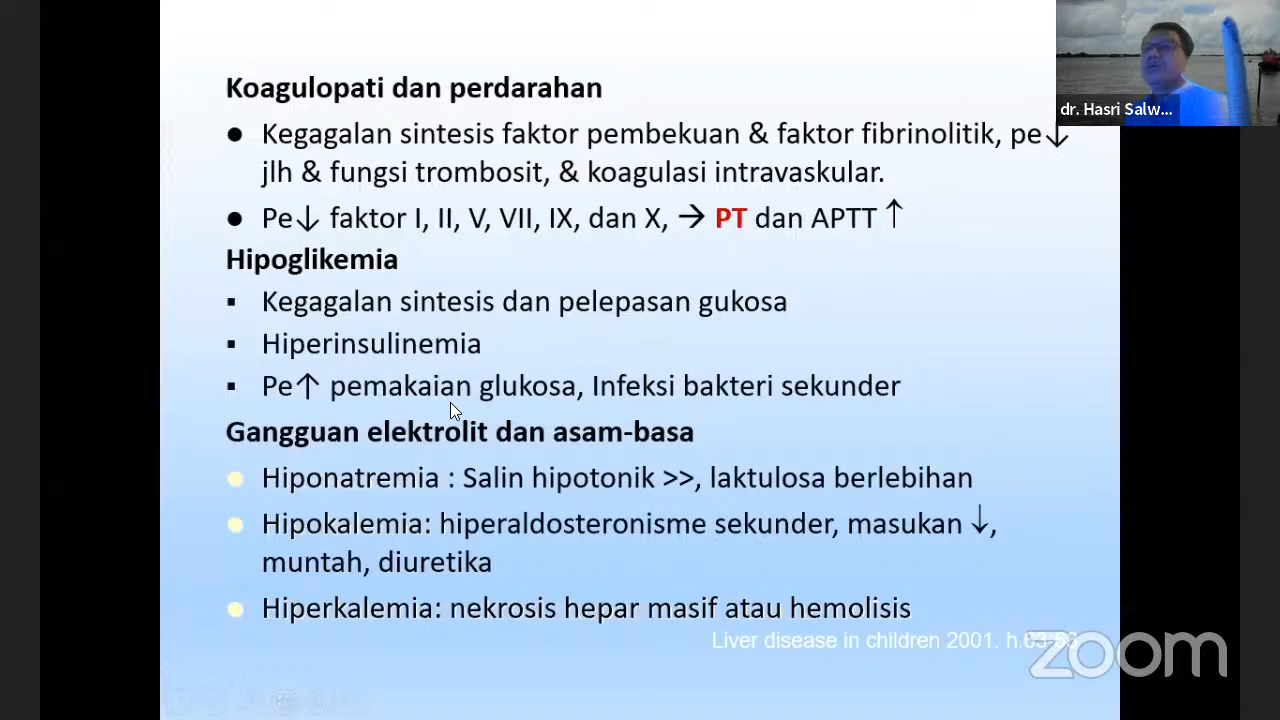 Koagulopati dan perdarahan
● Kegagalan sintesis faktor pembekuan & faktor fibrinolitik, pe↓
jlh & fungsi trombosit, & koagulasi intravaskular.
● Pe↓ faktor I, II, V, VII, IX, dan X, → PT dan APTT ↑
Hipoglikemia
▪ Kegagalan sintesis dan pelepasan gukosa
▪ Hiperinsulinemia
▪ Pe↑ pemakaian glukosa, Infeksi bakteri sekunder
Gangguan elektrolit dan asam-basa
● Hiponatremia : Salin hipotonik >>, laktulosa berlebihan
● Hipokalemia: hiperaldosteronisme sekunder, masukan ↓,
muntah, diuretika
● Hiperkalemia: nekrosis hepar masif atau hemolisis
Liver disease in children 2001. h.
dr. Hasri Salw...
zoom